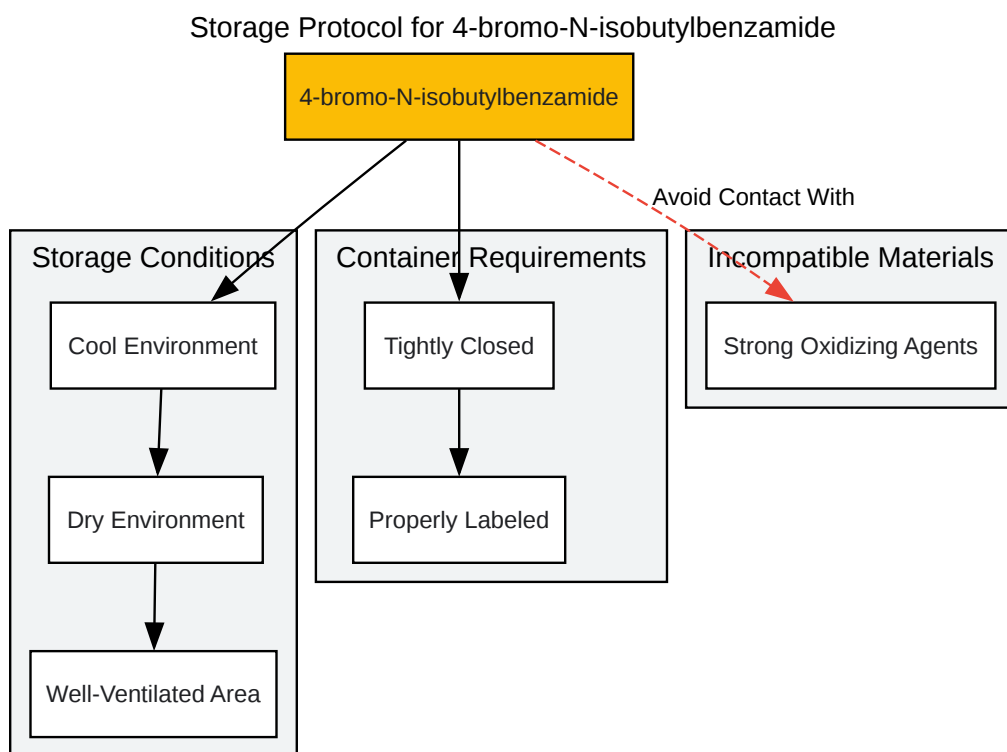 Storage Protocol for 4-bromo-N-isobutylbenzamide
4-bromo-N-isobutylbenzamide
Avoid Contact With
Storage Conditions
Cool Environment
Dry Environment
Well-Ventilated Area
Container Requirements
Tightly Closed
Properly Labeled
Incompatible Materials
Strong Oxidizing Agents